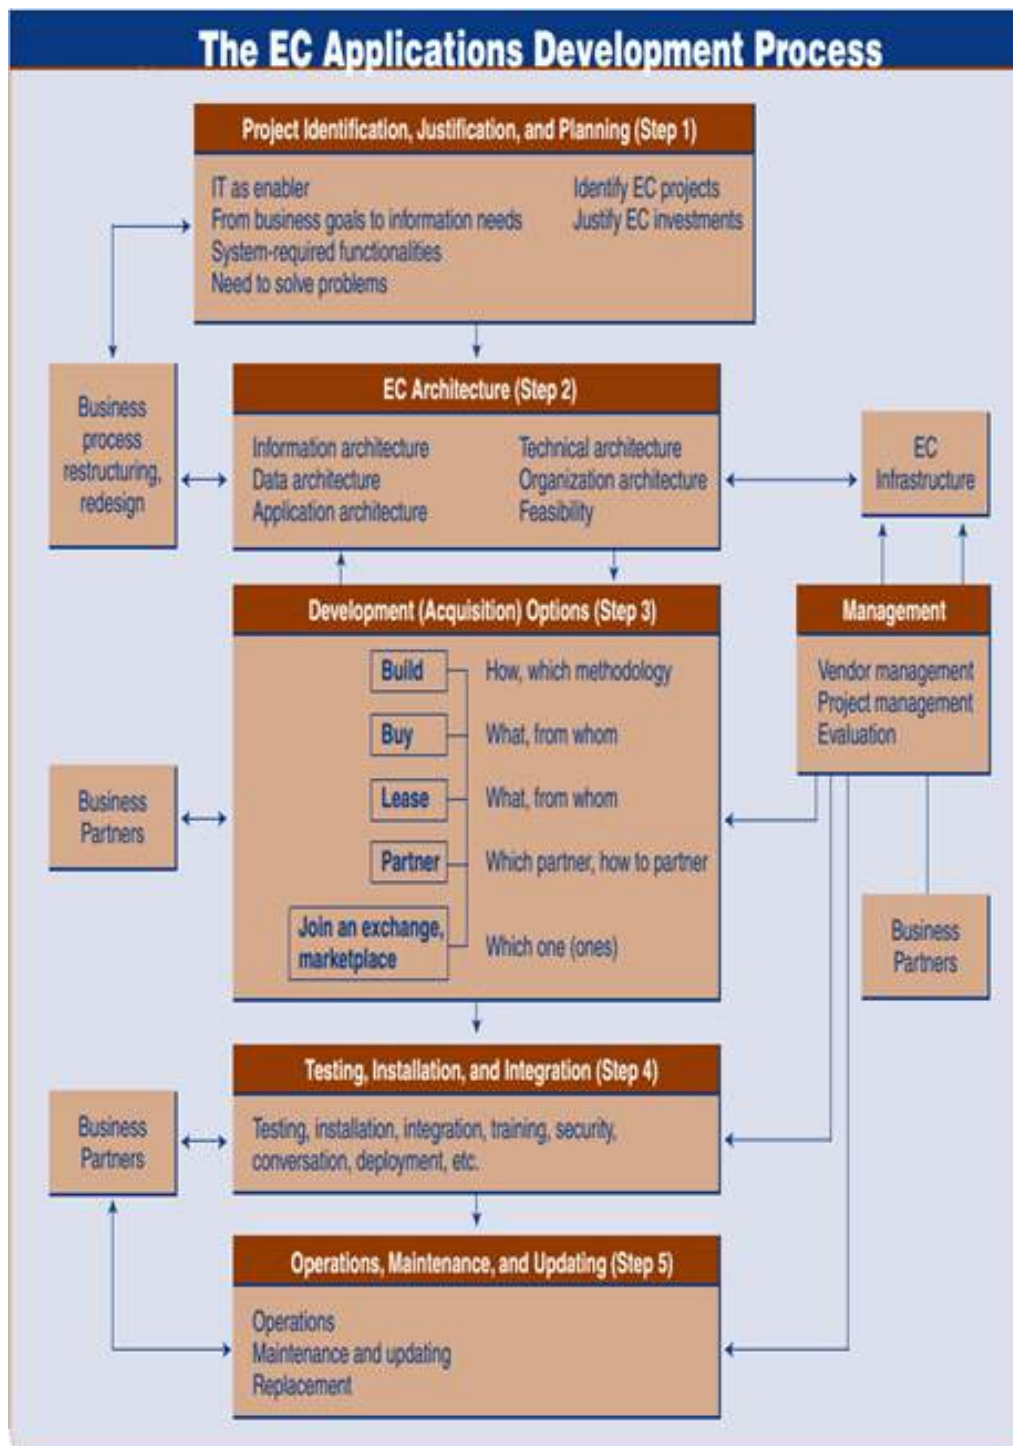 The EC Applications Development Process
Project Identification, Justification, and Planning (Step 1)
IT as enabler
From business goals to information needs
System-required functionalities
Need to solve problems
Identify EC projects
Justify EC investments
Business
process
restructuring,
redesign
EC Architecture (Step 2)
Information architecture
Data architecture
Application architecture
Technical architecture
Organization architecture
Feasibility
EC
Infrastructure
Development (Acquisition) Options (Step 3)
Build
How, which methodology
Buy
What, from whom
Lease
What, from whom
Partner
Which partner, how to partner
Join an exchange,
marketplace
Which one (ones)
Management
Vendor management
Project management
Evaluation
Business
Partners
Business
Partners
Testing, Installation, and Integration (Step 4)
Testing, installation, integration, training, security,
conversation, deployment, etc.
Business
Partners
Operations, Maintenance, and Updating (Step 5)
Operations
Maintenance and updating
Replacement